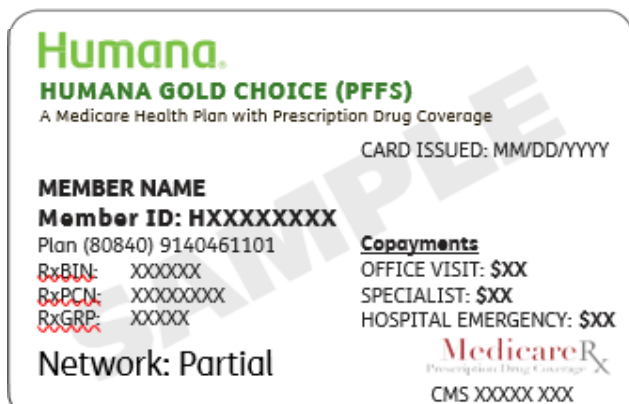 Humana®
HUMANA GOLD CHOICE (PFFS)
A Medicare Health Plan with Prescription Drug Coverage
CARD ISSUED: MM/DD/YYYY
MEMBER NAME
Member ID: HXXXXXXXX
Plan (80840) 9140461101
RxBIN: XXXXXX
RxPCN: XXXXXXXX
RxGRP: XXXXX
Network: Partial
Copayments
OFFICE VISIT: $XX
SPECIALIST: $XX
HOSPITAL EMERGENCY: $XX
MedicareRx
Prescription Drug Coverage
CMS XXXXX XXX
SAMPLE